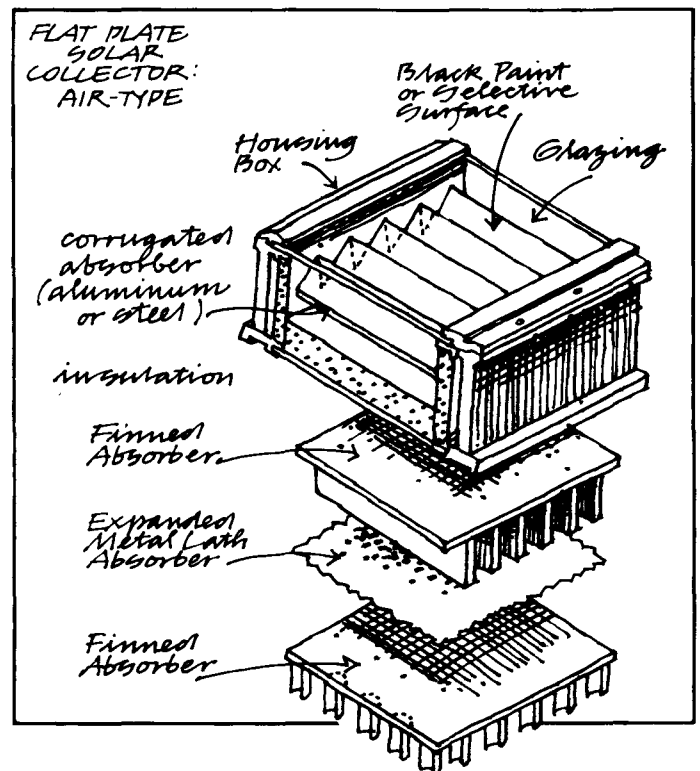 FLAT PLATE
SOLAR
COLLECTOR:
AIR-TYPE
Black Paint
or Selective
Surface
Housing
Box
Glazing
corrugated
absorber
(aluminum
or steel)
insulation
Finned
Absorber
Expanded
Metal Lath
Absorber
Finned
Absorber